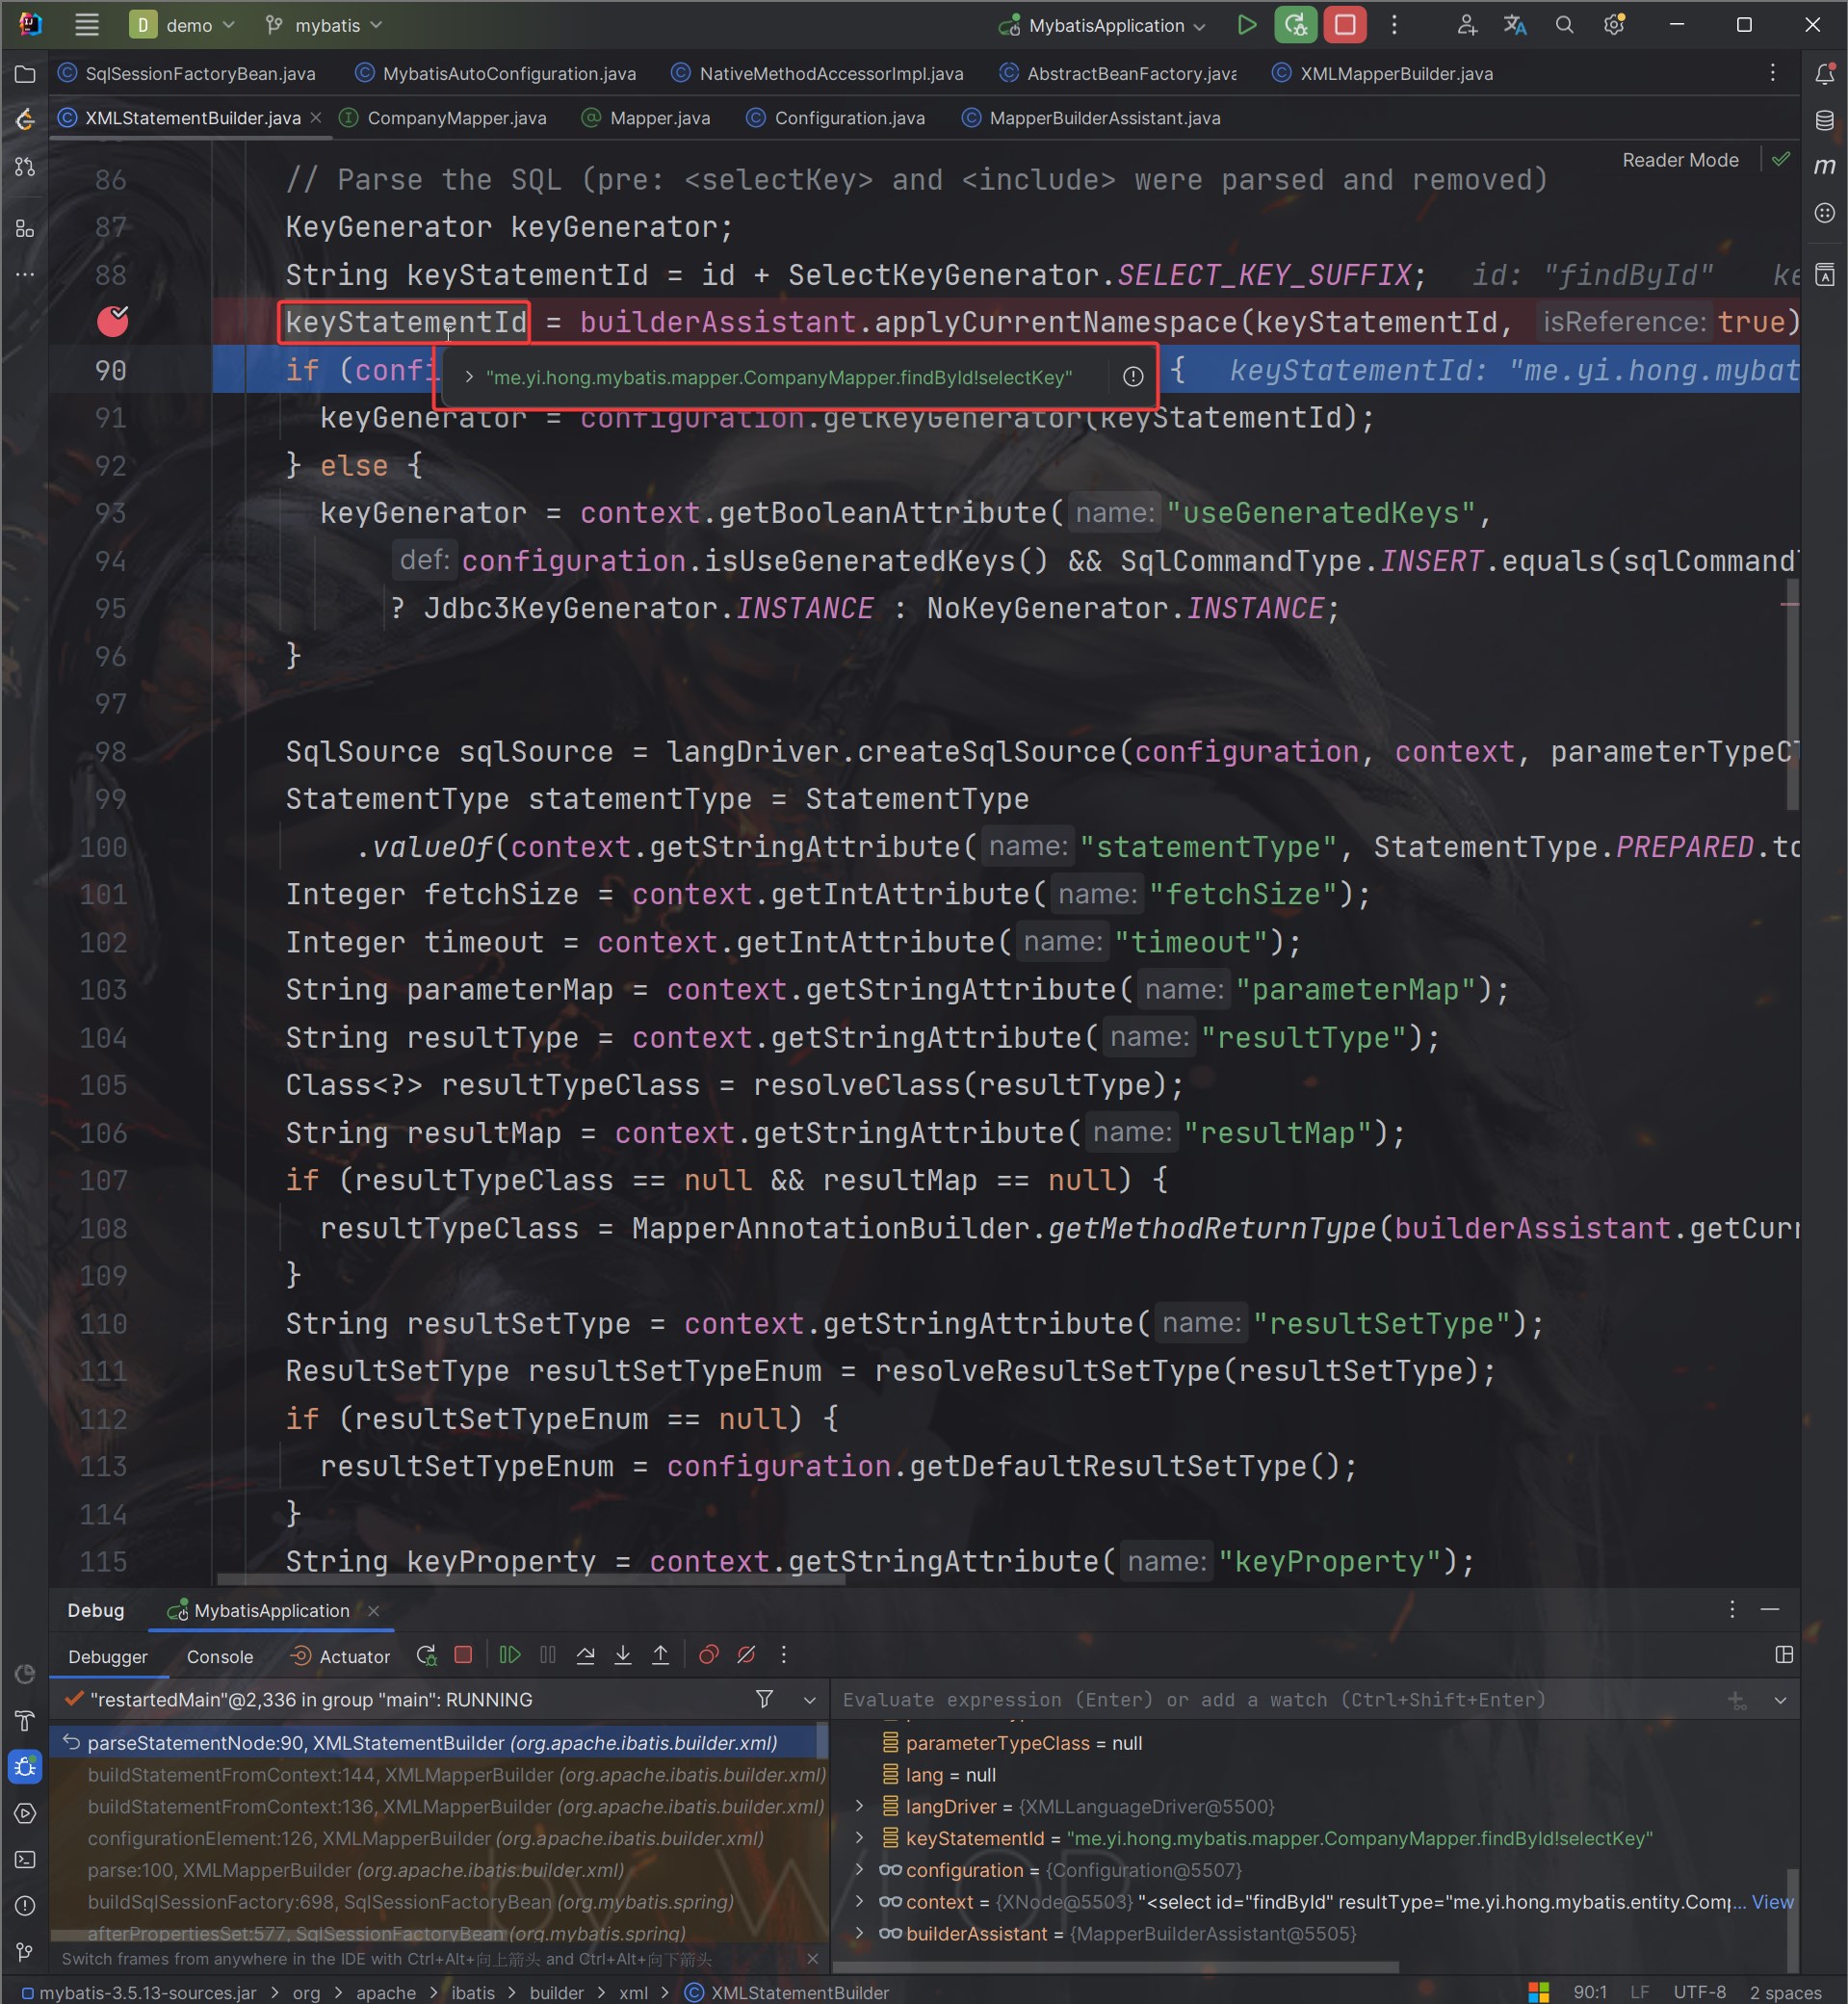 D demo mybatis MybatisApplication
SqlSessionFactoryBean.java MybatisAutoConfiguration.java NativeMethodAccessorImpl.java AbstractBeanFactory.java XMLMapperBuilder.java
XMLStatementBuilder.java CompanyMapper.java Mapper.java Configuration.java MapperBuilderAssistant.java
Reader Mode
86 // Parse the SQL (pre: <selectKey> and <include> were parsed and removed)
87 KeyGenerator keyGenerator;
88 String keyStatementId = id + SelectKeyGenerator.SELECT_KEY_SUFFIX; id: "findById" ke
keyStatementId = builderAssistant.applyCurrentNamespace(keyStatementId, isReference: true)
90 if (confi { keyStatementId: "me.yi.hong.mybat
"me.yi.hong.mybatis.mapper.CompanyMapper.findById!selectKey"
91 keyGenerator = configuration.getKeyGenerator(keyStatementId);
92 } else {
93 keyGenerator = context.getBooleanAttribute( name: "useGeneratedKeys",
94 def: configuration.isUseGeneratedKeys() && SqlCommandType.INSERT.equals(sqlCommand
95 ? Jdbc3KeyGenerator.INSTANCE : NoKeyGenerator.INSTANCE;
96 }
97
98 SqlSource sqlSource = langDriver.createSqlSource(configuration, context, parameterTypeC
99 StatementType statementType = StatementType
100 .valueOf(context.getStringAttribute( name: "statementType", StatementType.PREPARED.to
101 Integer fetchSize = context.getIntAttribute( name: "fetchSize");
102 Integer timeout = context.getIntAttribute( name: "timeout");
103 String parameterMap = context.getStringAttribute( name: "parameterMap");
104 String resultType = context.getStringAttribute( name: "resultType");
105 Class<?> resultTypeClass = resolveClass(resultType);
106 String resultMap = context.getStringAttribute( name: "resultMap");
107 if (resultTypeClass == null && resultMap == null) {
108 resultTypeClass = MapperAnnotationBuilder.getMethodReturnType(builderAssistant.getCurr
109 }
110 String resultSetType = context.getStringAttribute( name: "resultSetType");
111 ResultSetType resultSetTypeEnum = resolveResultSetType(resultSetType);
112 if (resultSetTypeEnum == null) {
113 resultSetTypeEnum = configuration.getDefaultResultSetType();
114 }
115 String keyProperty = context.getStringAttribute( name: "keyProperty");
Debug MybatisApplication
Debugger Console Actuator
"restartedMain"@2,336 in group "main": RUNNING
Evaluate expression (Enter) or add a watch (Ctrl+Shift+Enter)
parseStatementNode:90, XMLStatementBuilder (org.apache.ibatis.builder.xml)
buildStatementFromContext:144, XMLMapperBuilder (org.apache.ibatis.builder.xml)
buildStatementFromContext:136, XMLMapperBuilder (org.apache.ibatis.builder.xml)
configurationElement:126, XMLMapperBuilder (org.apache.ibatis.builder.xml)
parse:100, XMLMapperBuilder (org.apache.ibatis.builder.xml)
buildSqlSessionFactory:698, SqlSessionFactoryBean (org.mybatis.spring)
afterPropertiesSet:577, SqlSessionFactoryBean (org.mybatis.spring)
Switch frames from anywhere in the IDE with Ctrl+Alt+向上箭头 and Ctrl+Alt+向下箭头
parameterTypeClass = null
lang = null
langDriver = {XMLLanguageDriver@5500}
keyStatementId = "me.yi.hong.mybatis.mapper.CompanyMapper.findById!selectKey"
configuration = {Configuration@5507}
context = {XNode@5503} "<select id="findById" resultType="me.yi.hong.mybatis.entity.Comp... View
builderAssistant = {MapperBuilderAssistant@5505}
mybatis-3.5.13-sources.jar > org > apache > ibatis > builder > xml > XMLStatementBuilder
90:1 LF UTF-8 2 spaces